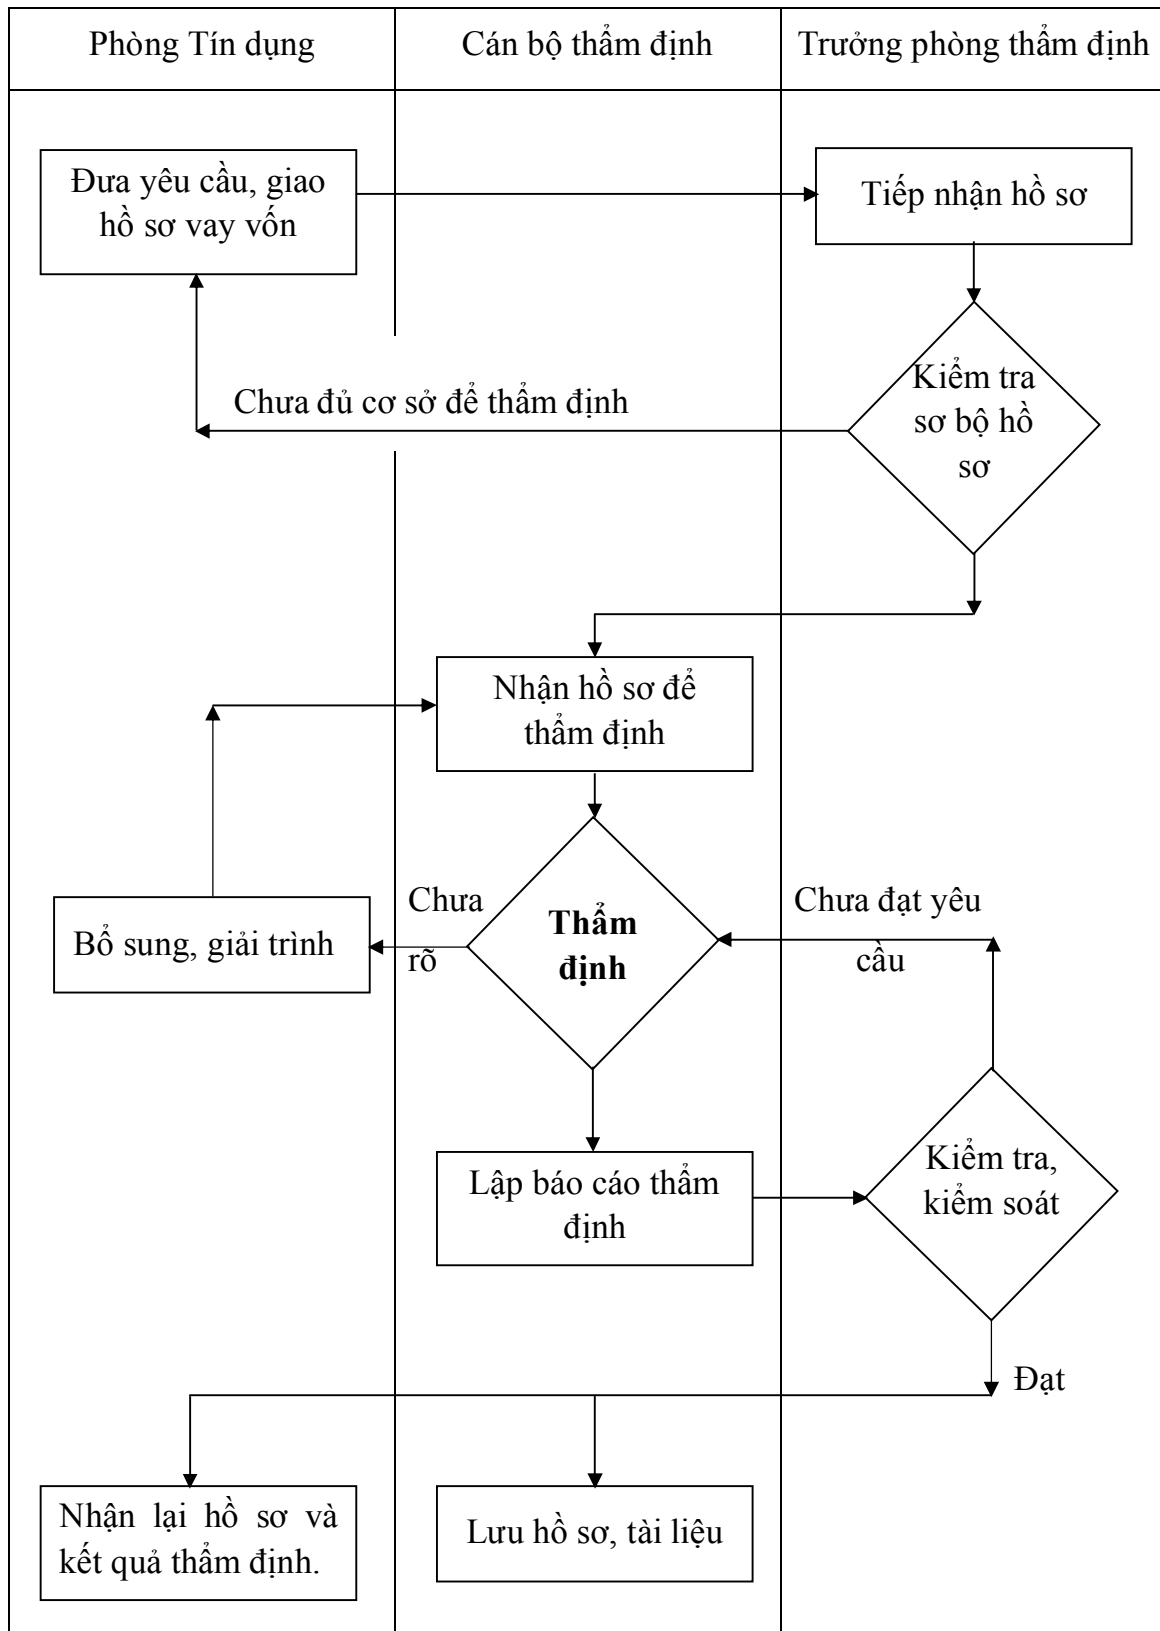 Phòng Tín dụng
Cán bộ thẩm định
Trưởng phòng thẩm định
Đưa yêu cầu, giao
hồ sơ vay vốn
Tiếp nhận hồ sơ
Kiểm tra
sơ bộ hồ
sơ
Chưa đủ cơ sở để thẩm định
Nhận hồ sơ để
thẩm định
Bổ sung, giải trình
Chưa
rõ
Thẩm
định
Chưa đạt yêu
cầu
Lập báo cáo thẩm
định
Kiểm tra,
kiểm soát
Đạt
Nhận lại hồ sơ và
kết quả thẩm định.
Lưu hồ sơ, tài liệu